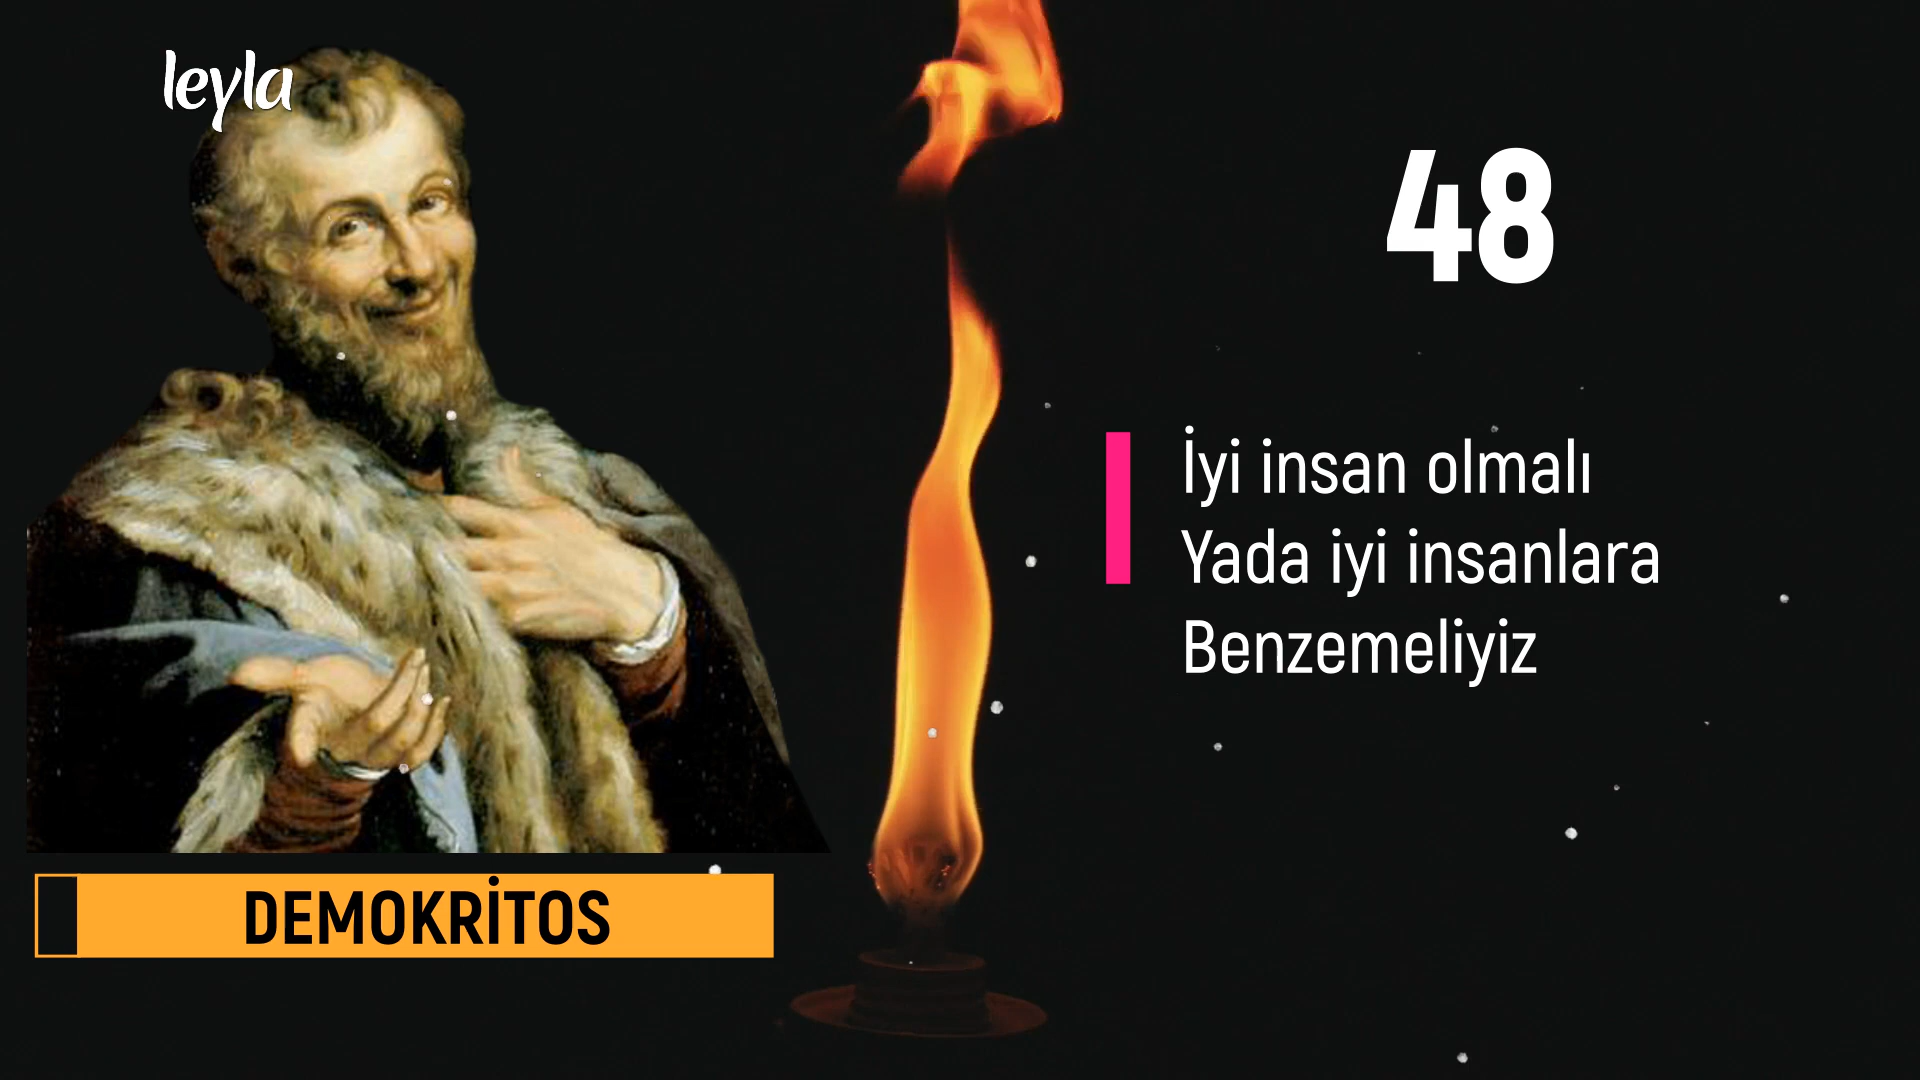 leyla
48
İyi insan olmalı
Yada iyi insanlara
Benzemeliyiz
DEMOKRİTOS